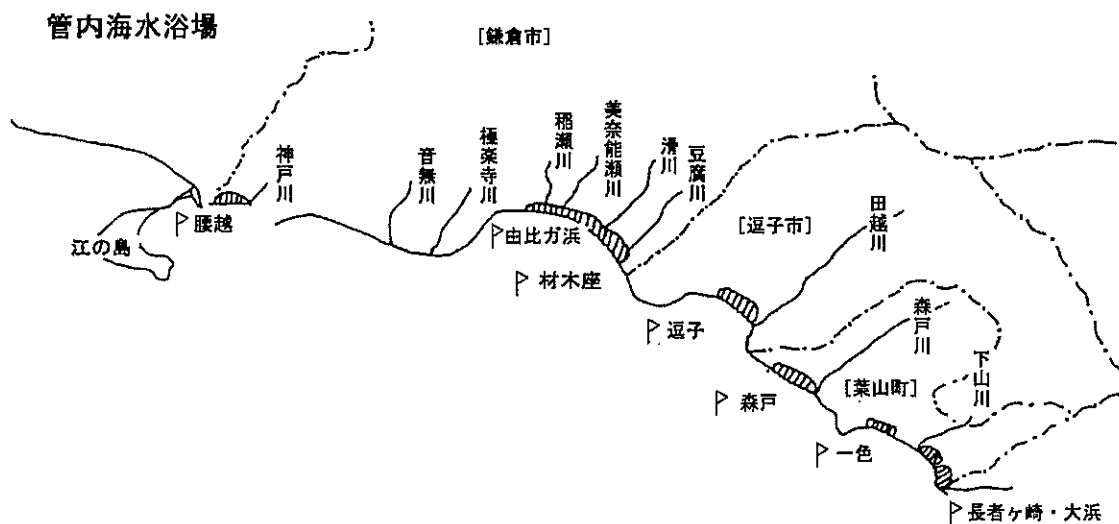 管内海水浴場
[鎌倉市]
神戸川
音無川
極楽寺川
稲瀬川
美奈能瀬川
滑川
豆腐川
腰越
江の島
由比ガ浜
材木座
[逗子市]
田越川
逗子
森戸川
森戸
[葉山町]
下山川
一色
長者ヶ崎・大浜